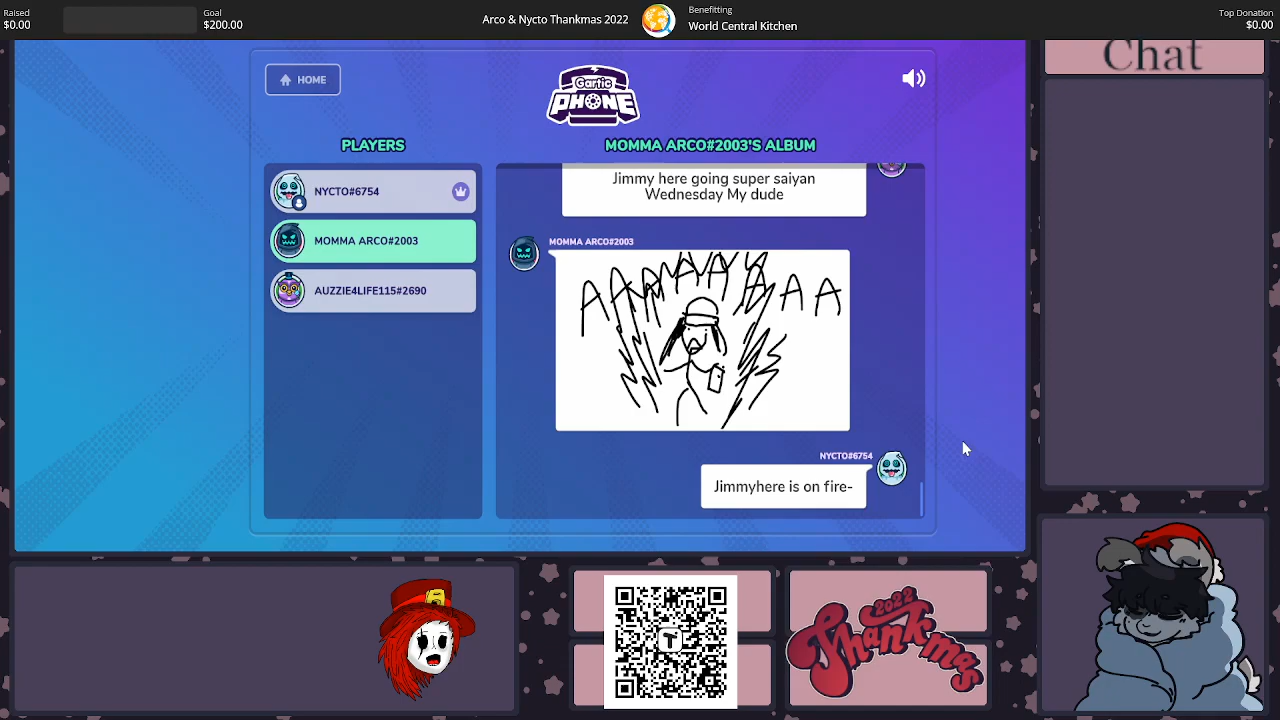 Raised
$0.00
Goal
$200.00
Arco & Nycto Thankmas 2022
Benefitting
World Central Kitchen
Top Donation
$0.00
HOME
Gartic
PHONE
Chat
PLAYERS
MOMMA ARCO#2003'S ALBUM
NYCTO#6754
MOMMA ARCO#2003
AUZZIE4LIFE115#2690
Jimmy here going super saiyan
Wednesday My dude
MOMMA ARCO#2003
NYCTO#6754
Jimmyhere is on fire-
T
2022
Thankmas